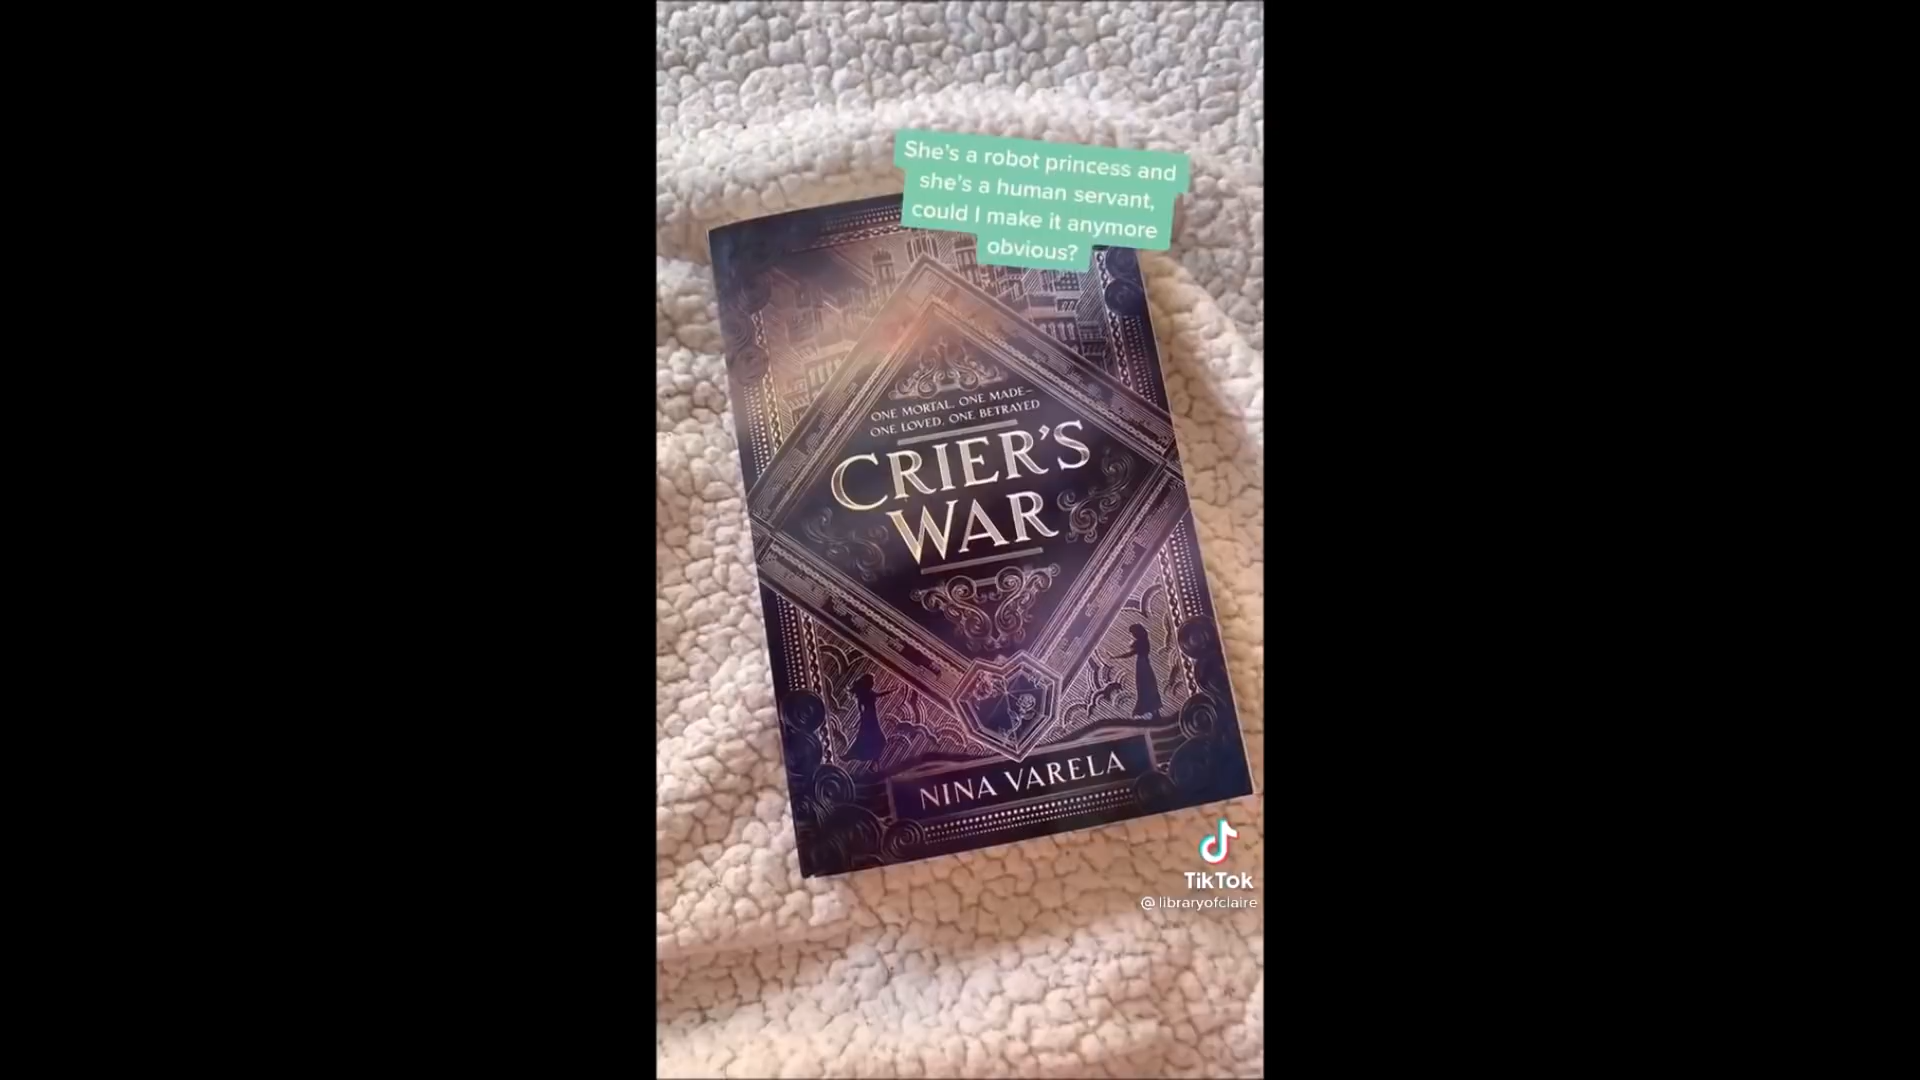 She's a robot princess and
she's a human servant,
could I make it anymore
obvious?
ONE MORTAL, ONE MADE–
ONE LOVED, ONE BETRAYED
CRIER'S
WAR
NINA VARELA
TikTok
@libraryofclaire